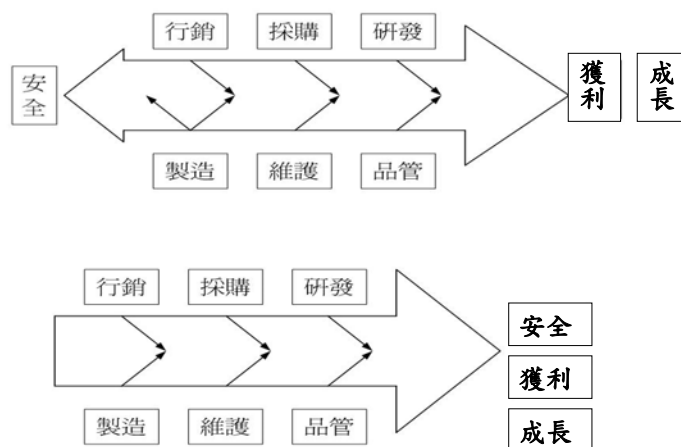 行銷 採購 研發
安全
獲利 成長
製造 維護 品管
行銷 採購 研發
安全
獲利
製造 維護 品管
成長